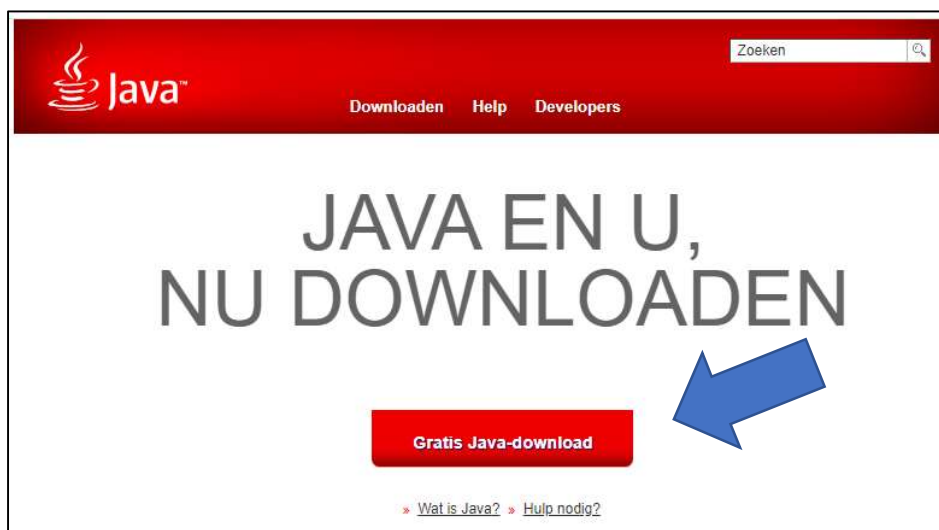 Zoeken
Java™
Downloaden Help Developers
JAVA EN U,
NU DOWNLOADEN
Gratis Java-download
» Wat is Java? » Hulp nodig?